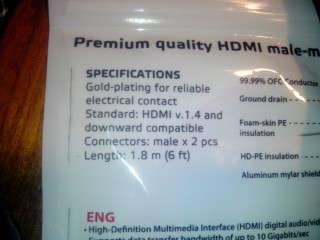 Premium quality HDMI male-m
SPECIFICATIONS
Gold-plating for reliable
electrical contact
Standard: HDMI v.1.4 and
downward compatible
Connectors: male x 2 pcs
Length: 1.8 m (6 ft)
99.99% OFC Conductor
Ground drain
Foam-skin PE
insulation
HD-PE insulation
Aluminum mylar shield
ENG
• High-Definition Multimedia Interface (HDMI) digital audio/vid
• Supports data transfer bandwidth of up to 10 Gigabits/sec